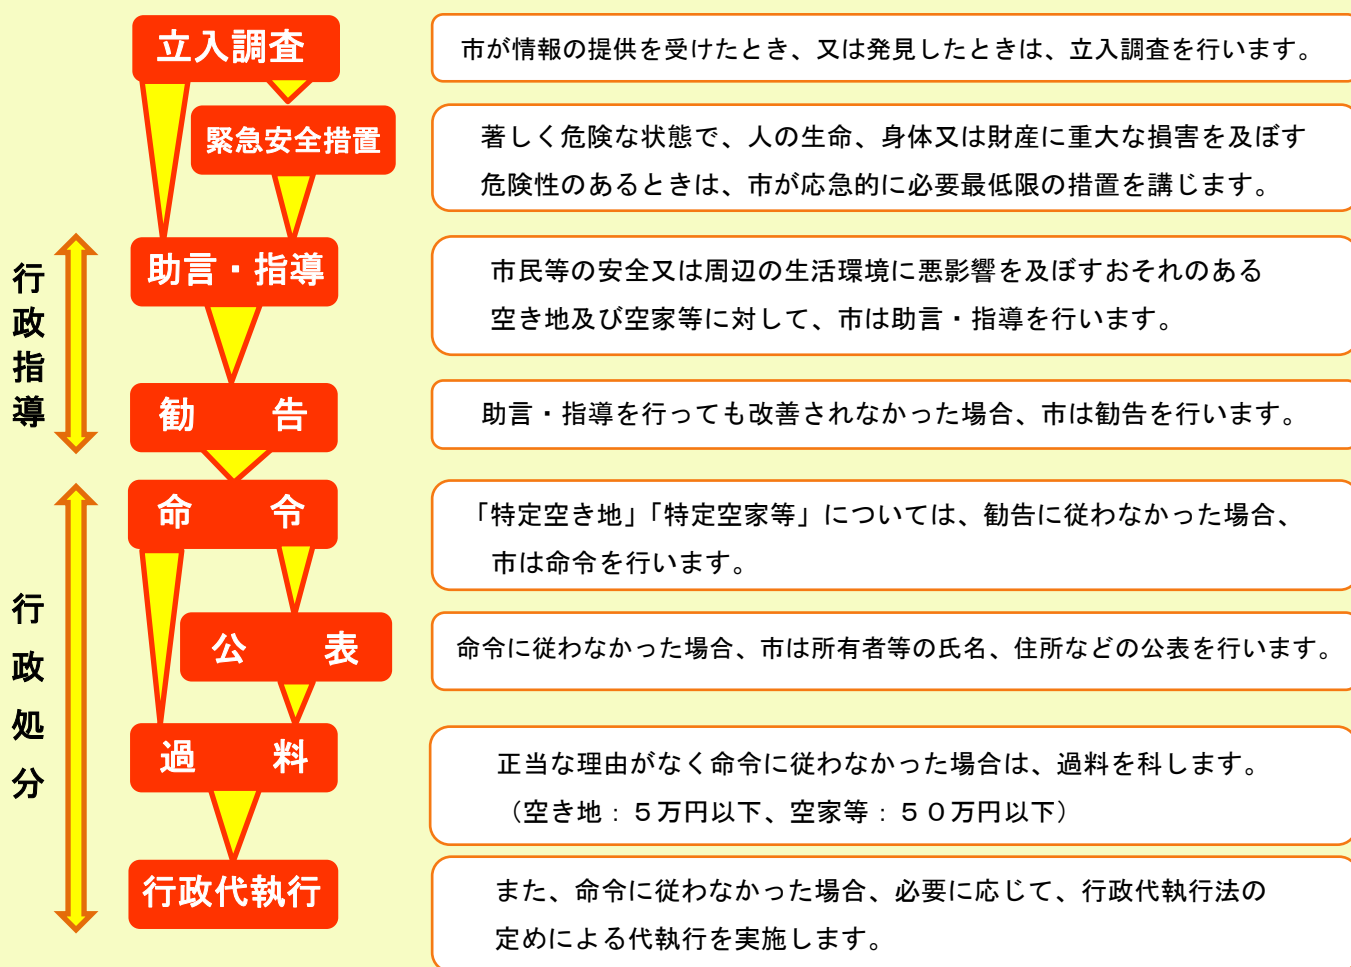 立入調査
市が情報の提供を受けたとき、又は発見したときは、立入調査を行います。
緊急安全措置
著しく危険な状態で、人の生命、身体又は財産に重大な損害を及ぼす
危険性のあるときは、市が応急的に必要最低限の措置を講じます。
行政指導
助言・指導
市民等の安全又は周辺の生活環境に悪影響を及ぼすおそれのある
空き地及び空家等に対して、市は助言・指導を行います。
勧　告
助言・指導を行っても改善されなかった場合、市は勧告を行います。
行政処分
命　令
「特定空き地」「特定空家等」については、勧告に従わなかった場合、
市は命令を行います。
公　表
命令に従わなかった場合、市は所有者等の氏名、住所などの公表を行います。
過　料
正当な理由がなく命令に従わなかった場合は、過料を科します。
（空き地：５万円以下、空家等：５０万円以下）
行政代執行
また、命令に従わなかった場合、必要に応じて、行政代執行法の
定めによる代執行を実施します。